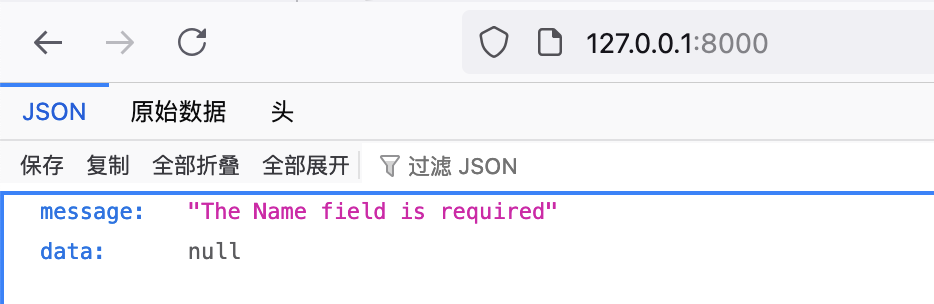 127.0.0.1:8000
JSON 原始数据 头
保存 复制 全部折叠 全部展开 过滤 JSON
message: "The Name field is required"
data: null